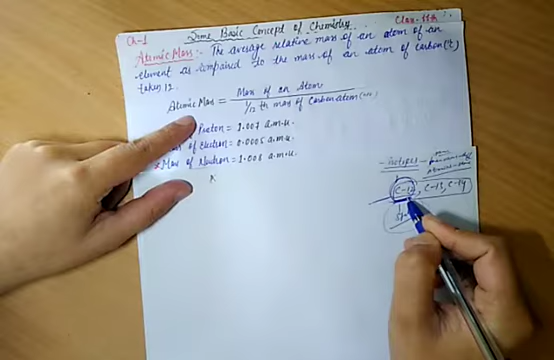 Ch-1
Some Basic Concept of Chemistry
Class-11th
Atomic Mass :- The average relative mass of an atom of an
element as compared to the mass of an atom of carbon
taken 12.
Atomic Mass = Mass of an Atom
1/12 th mass of Carbon atom
Proton = 1.007 a.m.u.
of Electron = 0.0005 a.m.u.
Mass of Neutron = 1.008 a.m.u.
- Isotopes -
C-12, C-13, C-14